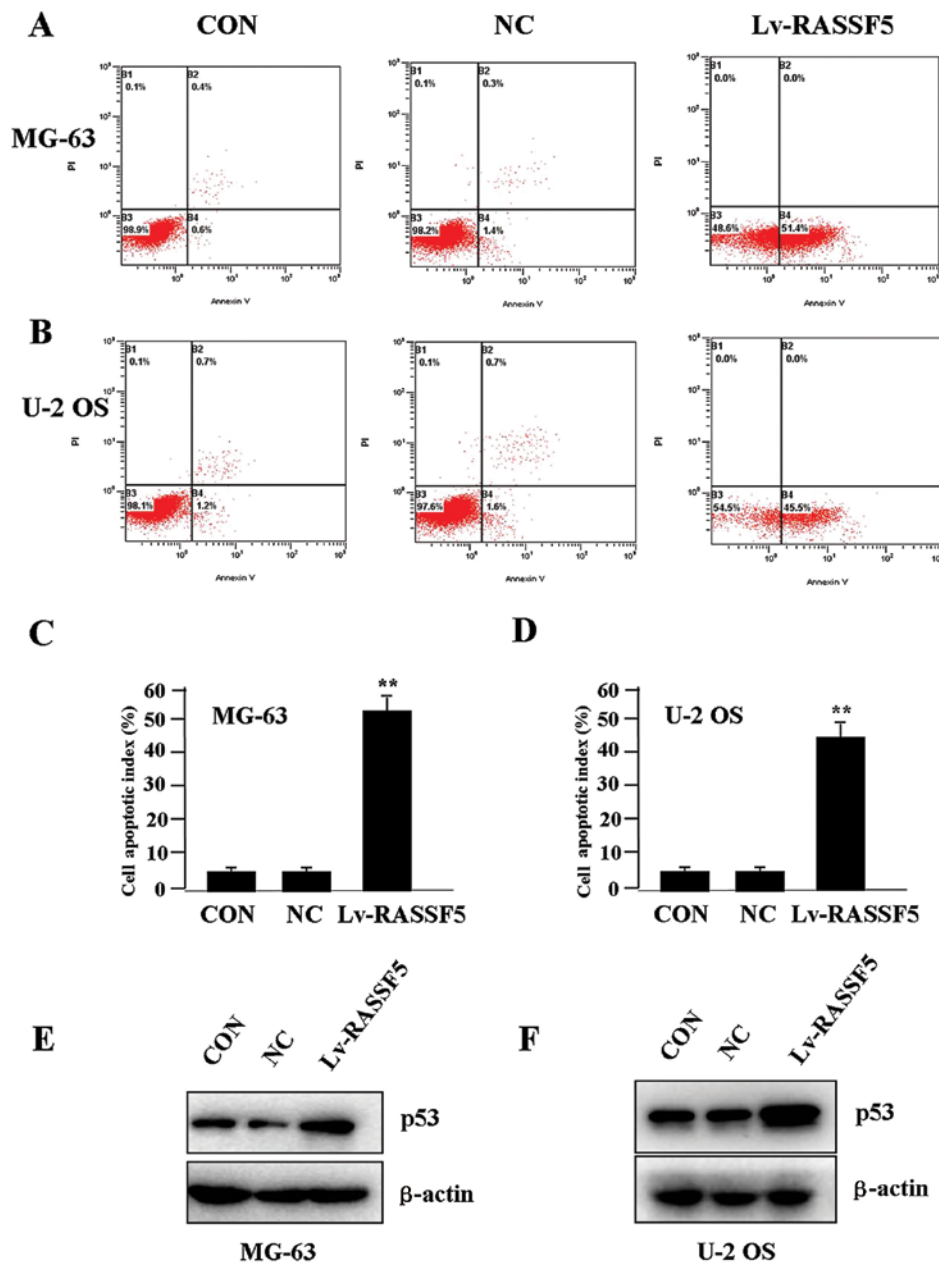 A CON NC Lv-RASSF5
MG-63
B1 0.1% B2 0.4% B3 98.9% B4 0.6%
PI
Annexin V
B1 0.1% B2 0.3% B3 98.2% B4 1.4%
PI
Annexin V
B1 0.0% B2 0.0% B3 48.6% B4 51.4%
PI
Annexin V
B
U-2 OS
B1 0.1% B2 0.7% B3 98.1% B4 1.2%
PI
Annexin V
B1 0.1% B2 0.7% B3 97.6% B4 1.6%
PI
Annexin V
B1 0.0% B2 0.0% B3 54.5% B4 45.5%
PI
Annexin V
C
Cell apoptotic index (%)
60
50
40
30
20
10
0
MG-63
**
CON NC Lv-RASSF5
D
Cell apoptotic index (%)
60
50
40
30
20
10
0
U-2 OS
**
CON NC Lv-RASSF5
E
CON NC Lv-RASSF5
p53
β-actin
MG-63
F
CON NC Lv-RASSF5
p53
β-actin
U-2 OS